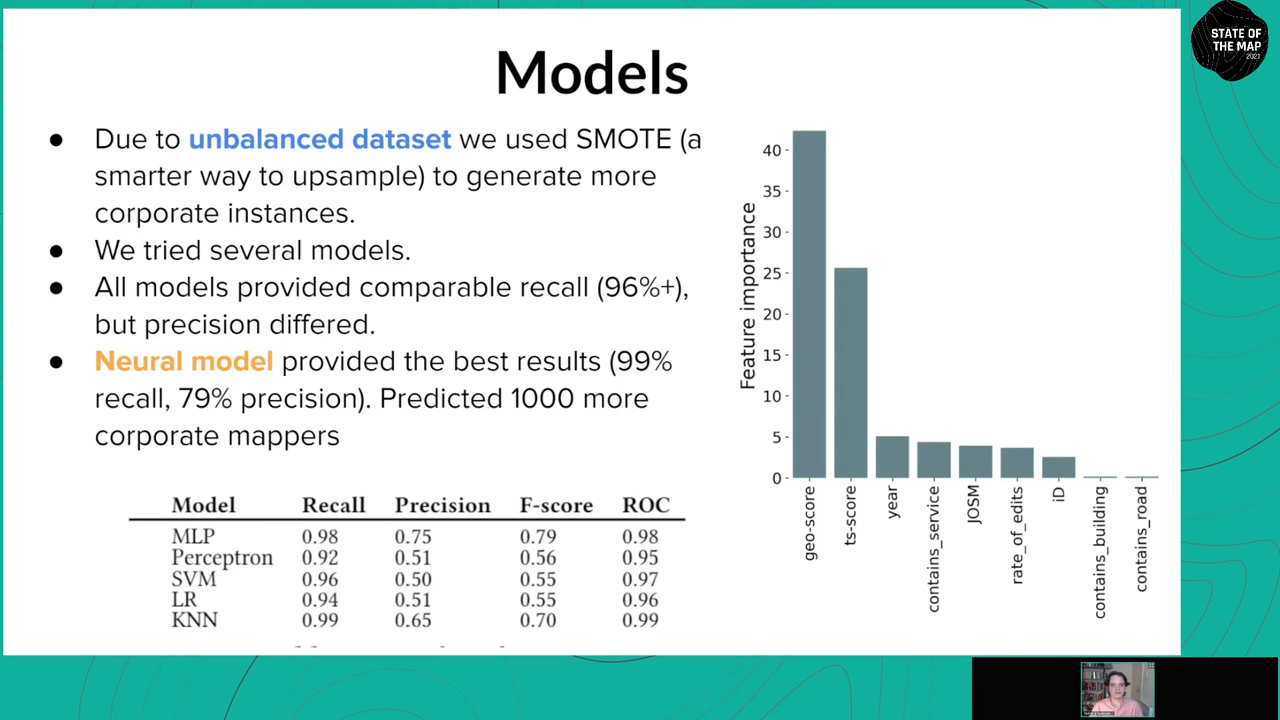 STATE OF
THE MAP
2021
Models
● Due to unbalanced dataset we used SMOTE (a
smarter way to upsample) to generate more
corporate instances.
● We tried several models.
● All models provided comparable recall (96%+),
but precision differed.
● Neural model provided the best results (99%
recall, 79% precision). Predicted 1000 more
corporate mappers
Model Recall Precision F-score ROC
MLP 0.98 0.75 0.79 0.98
Perceptron 0.92 0.51 0.56 0.95
SVM 0.96 0.50 0.55 0.97
LR 0.94 0.51 0.55 0.96
KNN 0.99 0.65 0.70 0.99
Feature importance
40
35
30
25
20
15
10
5
0
geo-score
ts-score
year
contains_service
JOSM
rate_of_edits
iD
contains_building
contains_road